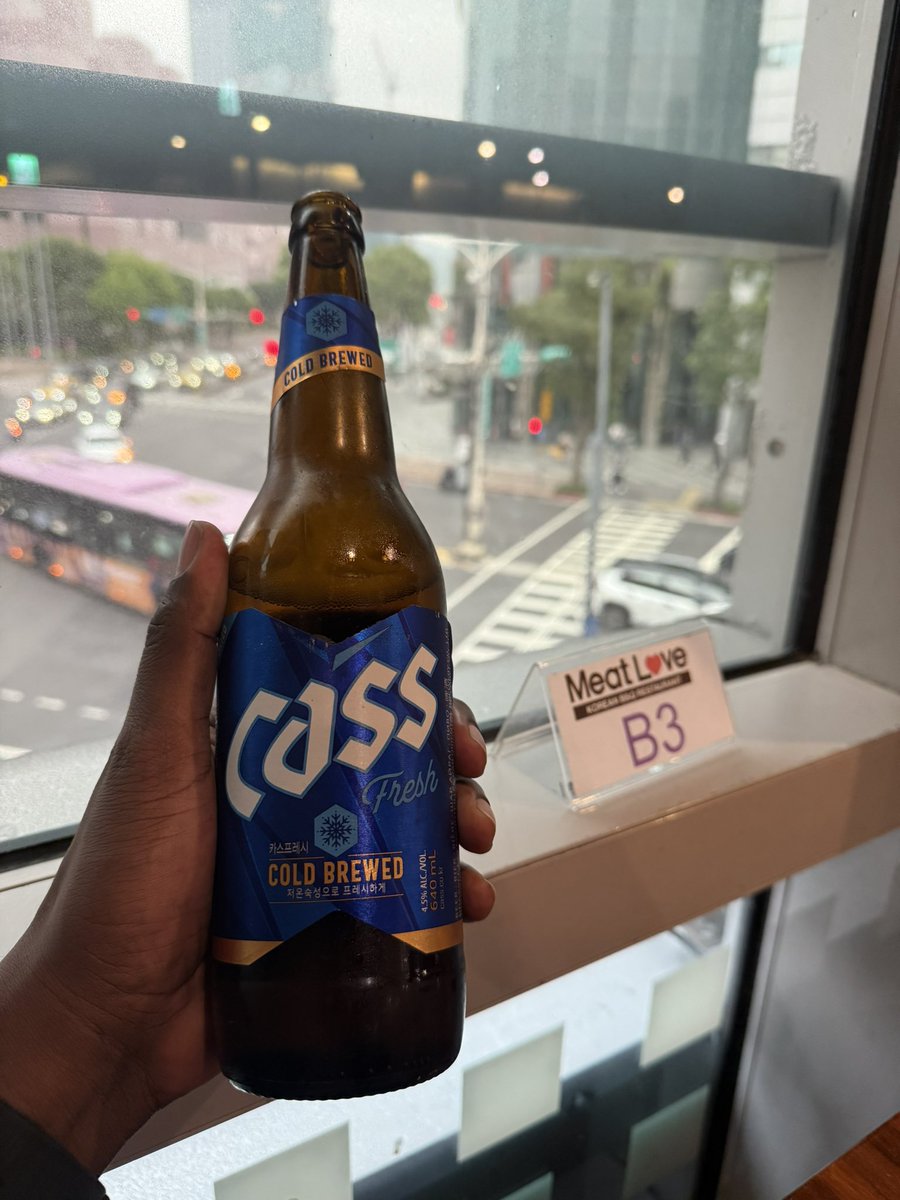 COLD BREWED
Cass
Fresh
카스프레시
COLD BREWED
저온 숙성으로 프레시하게
4.5% ALC/VOL
640 mL
Meat L♥ve
KOREAN BBQ RESTAURANT
B3